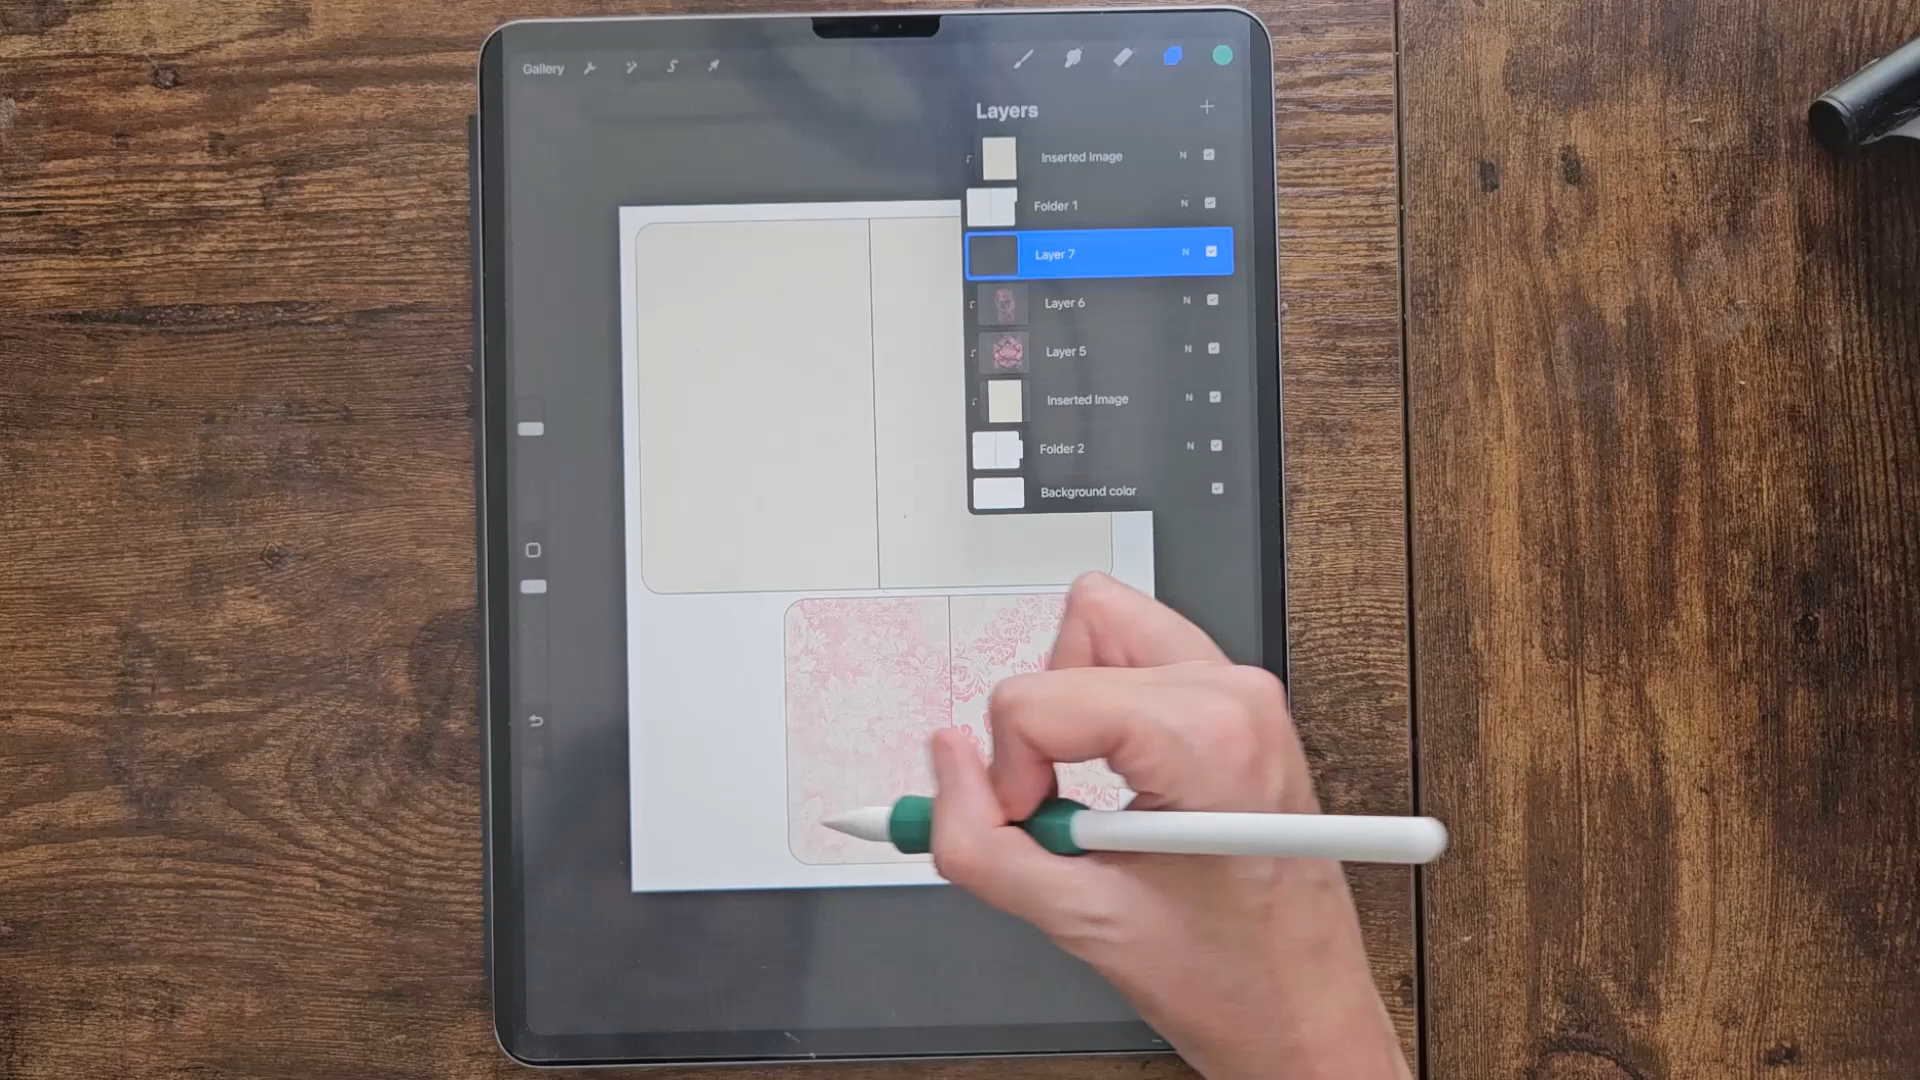 Gallery
Layers
Inserted Image N
Folder 1 N
Layer 7 N
Layer 6 N
Layer 5 N
Inserted Image N
Folder 2 N
Background color